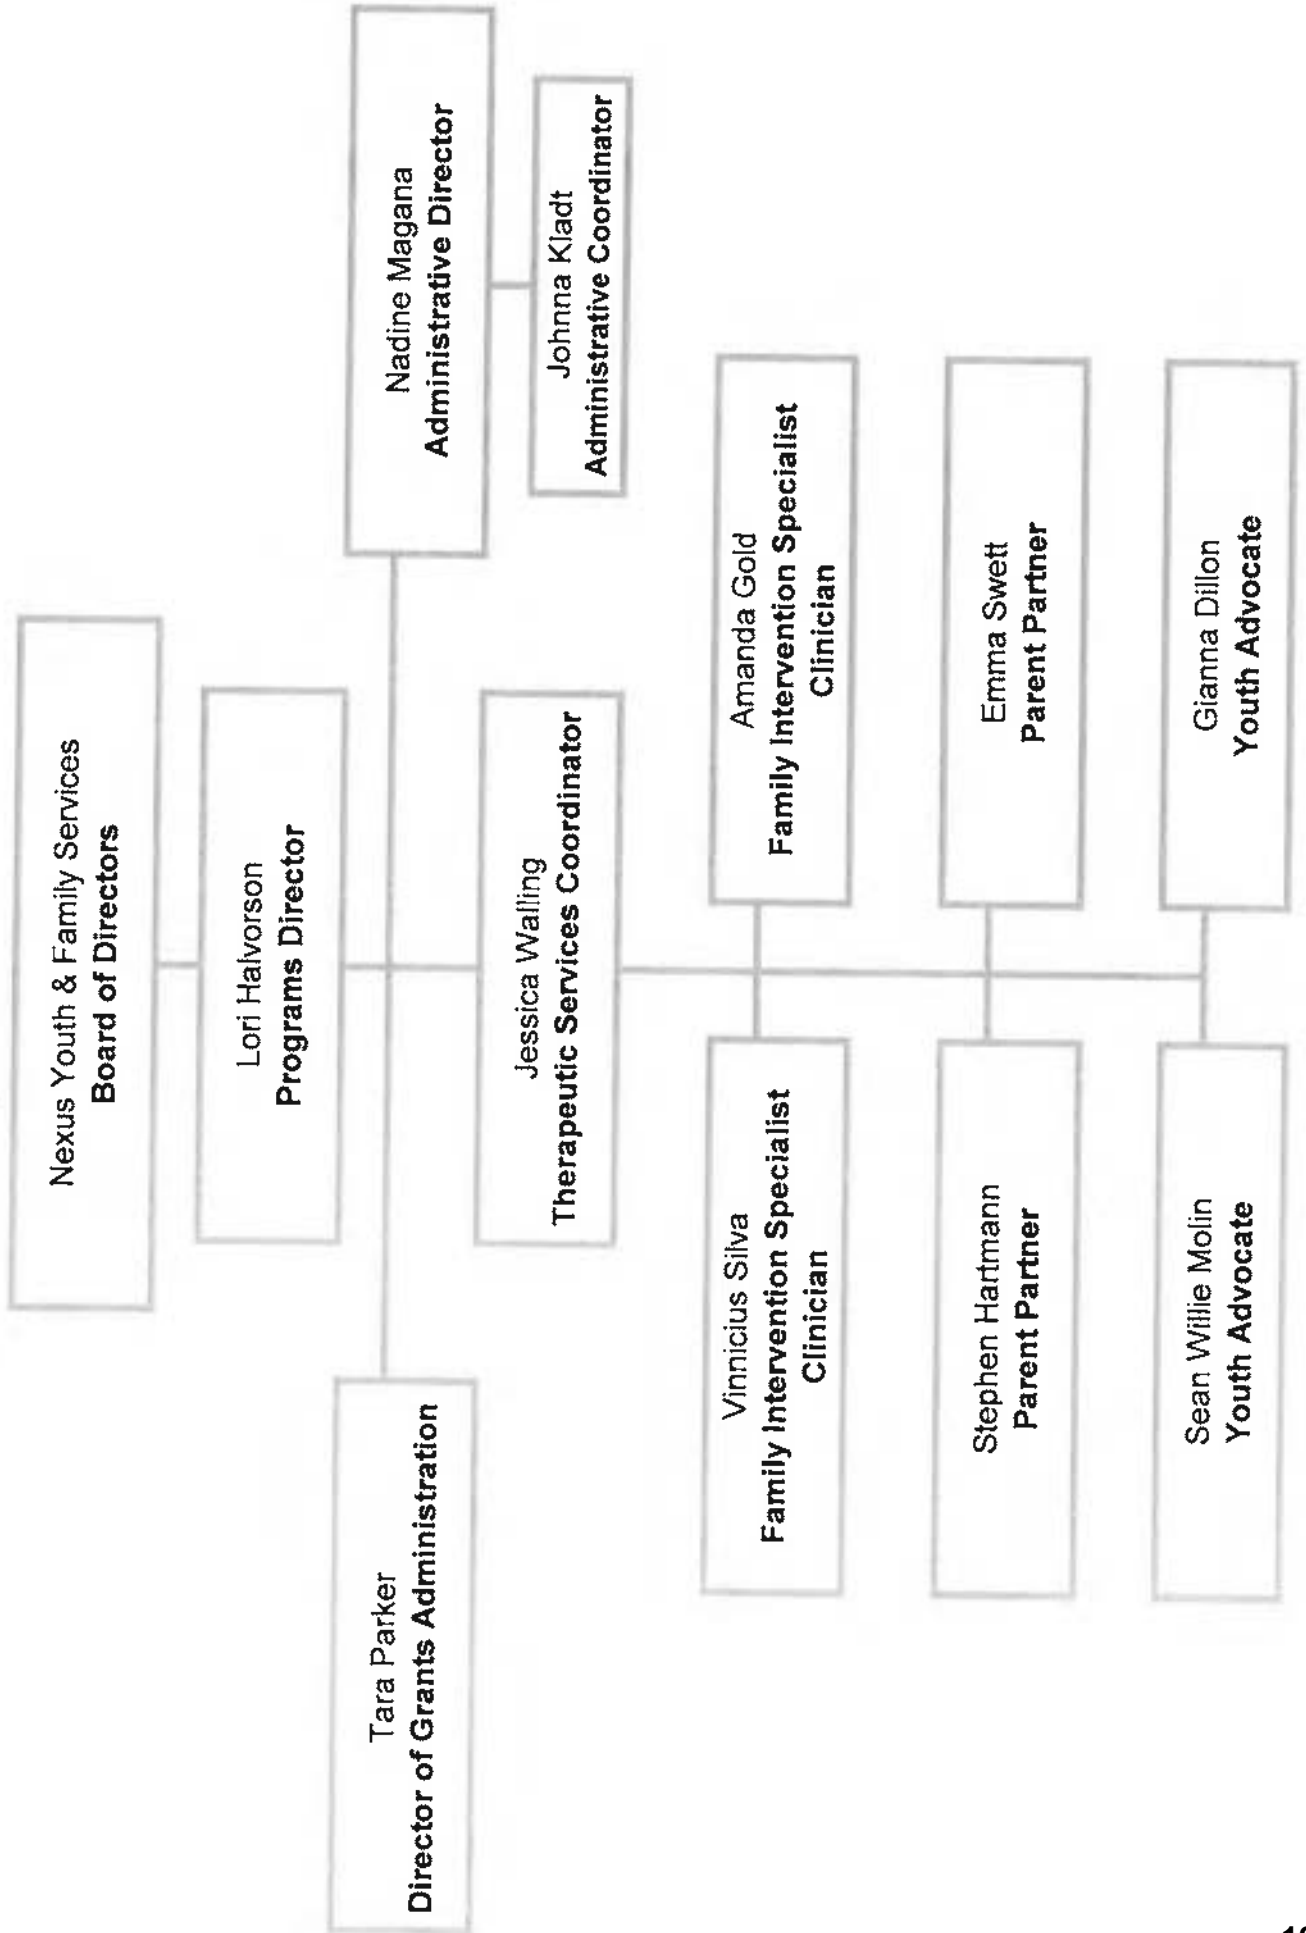 Nexus Youth & Family Services
Board of Directors
Lori Halvorson
Programs Director
Tara Parker
Director of Grants Administration
Nadine Magana
Administrative Director
Johnna Kladt
Administrative Coordinator
Jessica Walling
Therapeutic Services Coordinator
Vinnicius Silva
Family Intervention Specialist
Clinician
Amanda Gold
Family Intervention Specialist
Clinician
Stephen Hartmann
Parent Partner
Emma Swett
Parent Partner
Sean Willie Molin
Youth Advocate
Gianna Dillon
Youth Advocate